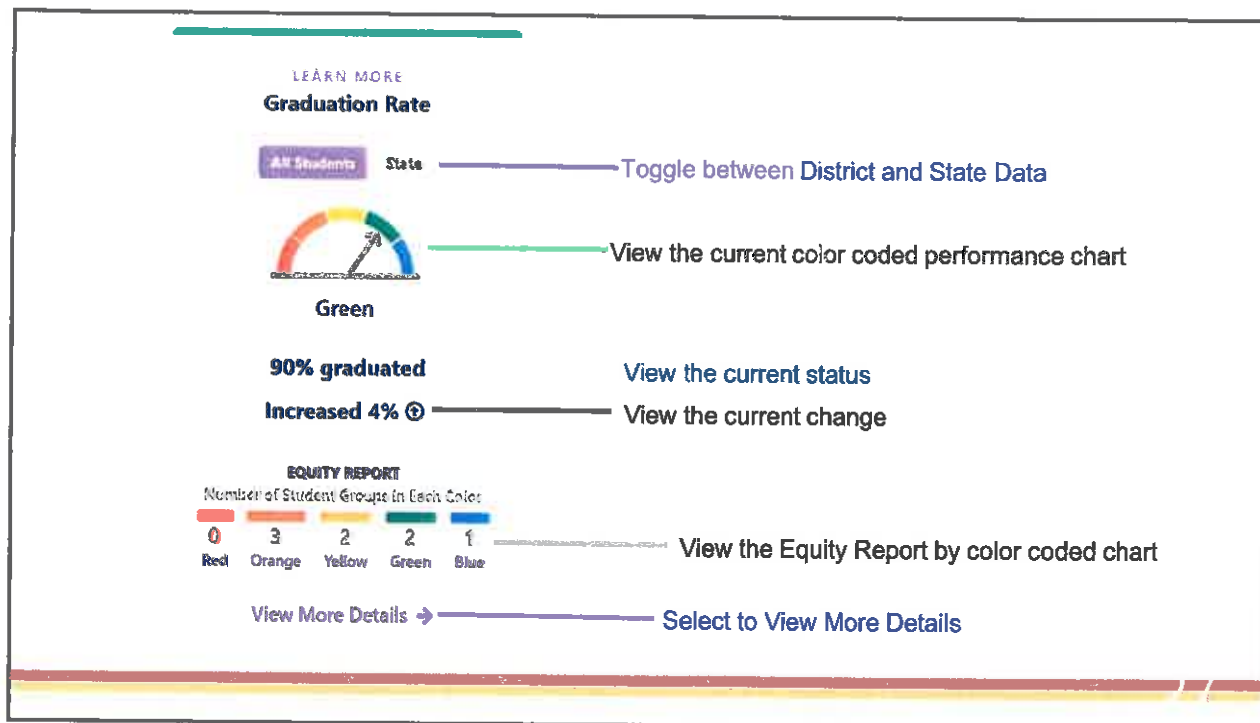 LEARN MORE
Graduation Rate
All Students State Toggle between District and State Data
View the current color coded performance chart
Green
90% graduated View the current status
Increased 4% View the current change
EQUITY REPORT
Number of Student Groups in Each Color
0 3 2 2 1
Red Orange Yellow Green Blue
View the Equity Report by color coded chart
View More Details → Select to View More Details